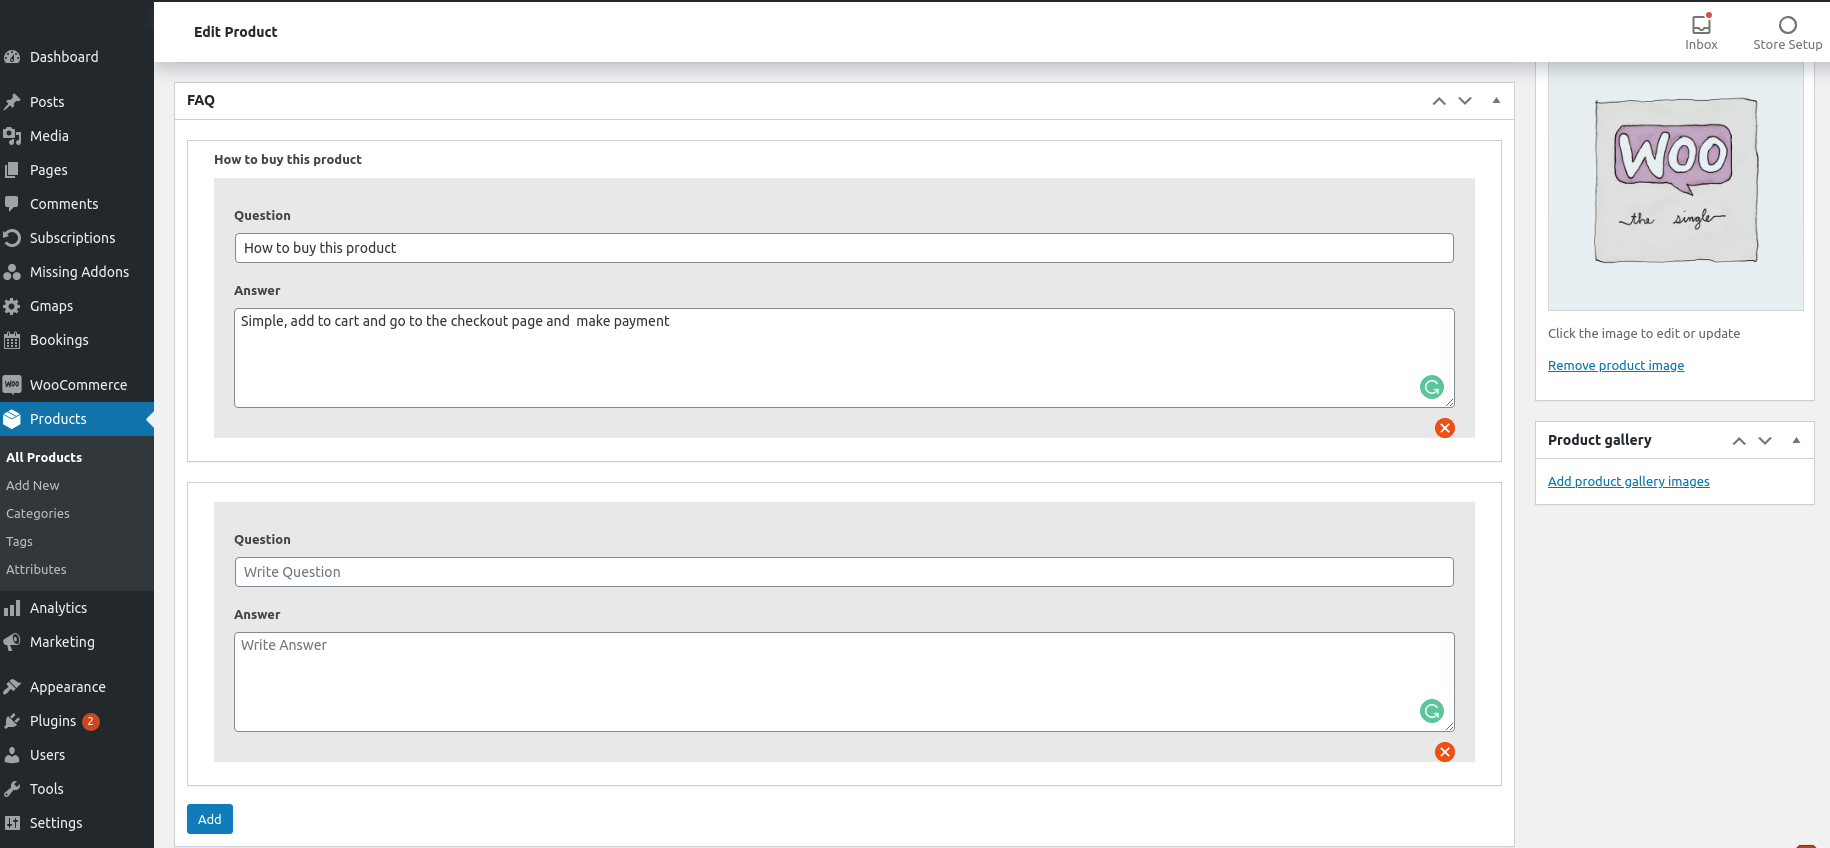 Edit Product
Inbox
Store Setup
Dashboard
Posts
Media
Pages
Comments
Subscriptions
Missing Addons
Gmaps
Bookings
WOO
WooCommerce
Products
All Products
Add New
Categories
Tags
Attributes
Analytics
Marketing
Appearance
Plugins 2
Users
Tools
Settings
FAQ
How to buy this product
Question
How to buy this product
Answer
Simple, add to cart and go to the checkout page and  make payment
Question
Write Question
Answer
Write Answer
Add
WOO
the single
Click the image to edit or update
Remove product image
Product gallery
Add product gallery images